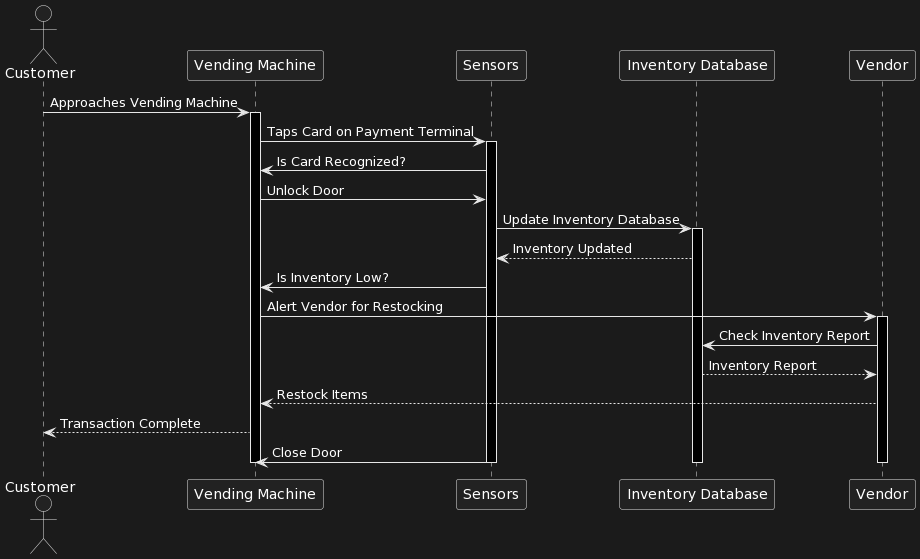 Customer
Vending Machine
Sensors
Inventory Database
Vendor
Approaches Vending Machine
Taps Card on Payment Terminal
Is Card Recognized?
Unlock Door
Update Inventory Database
Inventory Updated
Is Inventory Low?
Alert Vendor for Restocking
Check Inventory Report
Inventory Report
Restock Items
Transaction Complete
Close Door
Customer
Vending Machine
Sensors
Inventory Database
Vendor